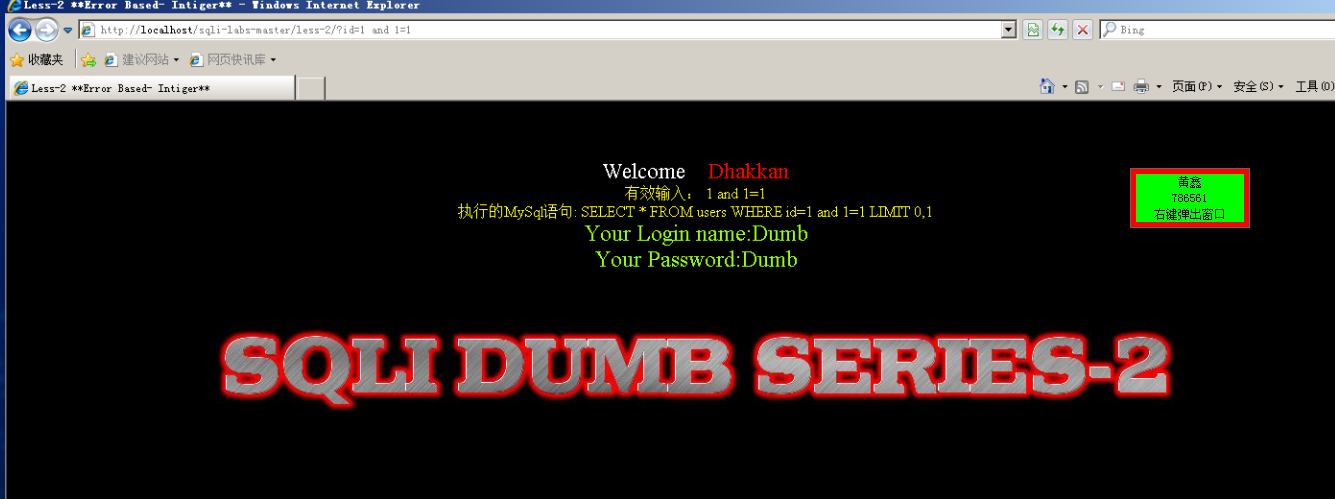 Less-2 **Error Based- Intiger** - Windows Internet Explorer
http://localhost/sqli-labs-master/less-2/?id=1 and 1=1
Bing
收藏夹 建议网站 网页快讯库
Less-2 **Error Based- Intiger**
页面(P) 安全(S) 工具(O)
Welcome Dhakkan
有效输入： 1 and 1=1
执行的MySql语句: SELECT * FROM users WHERE id=1 and 1=1 LIMIT 0,1
Your Login name:Dumb
Your Password:Dumb
黄鑫
786561
右键弹出窗口
SQLI DUMB SERIES-2